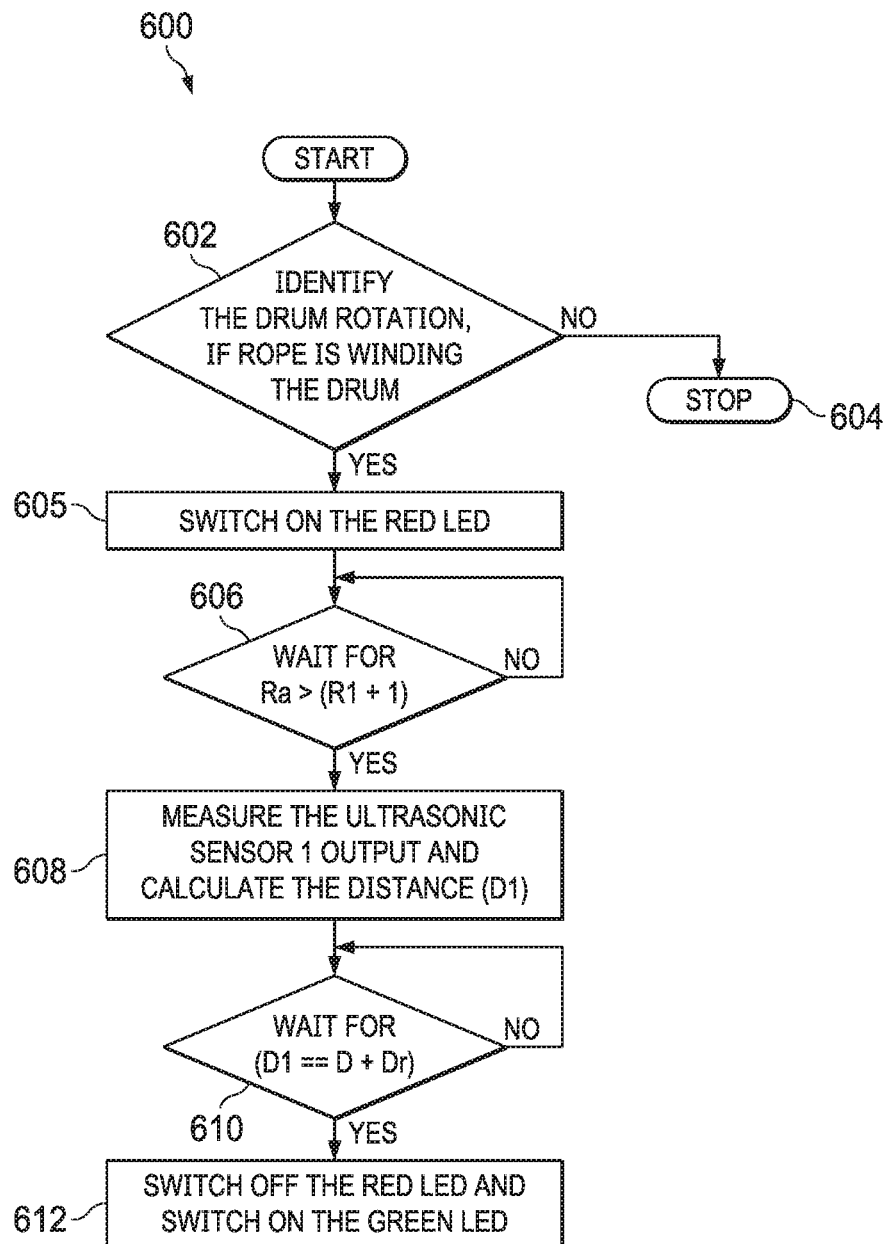 600
START
602
IDENTIFY
THE DRUM ROTATION,
IF ROPE IS WINDING
THE DRUM
NO
STOP
604
YES
605
SWITCH ON THE RED LED
606
WAIT FOR
Ra > (R1 + 1)
NO
YES
608
MEASURE THE ULTRASONIC
SENSOR 1 OUTPUT AND
CALCULATE THE DISTANCE (D1)
WAIT FOR
(D1 == D + Dr)
NO
610
YES
612
SWITCH OFF THE RED LED AND
SWITCH ON THE GREEN LED